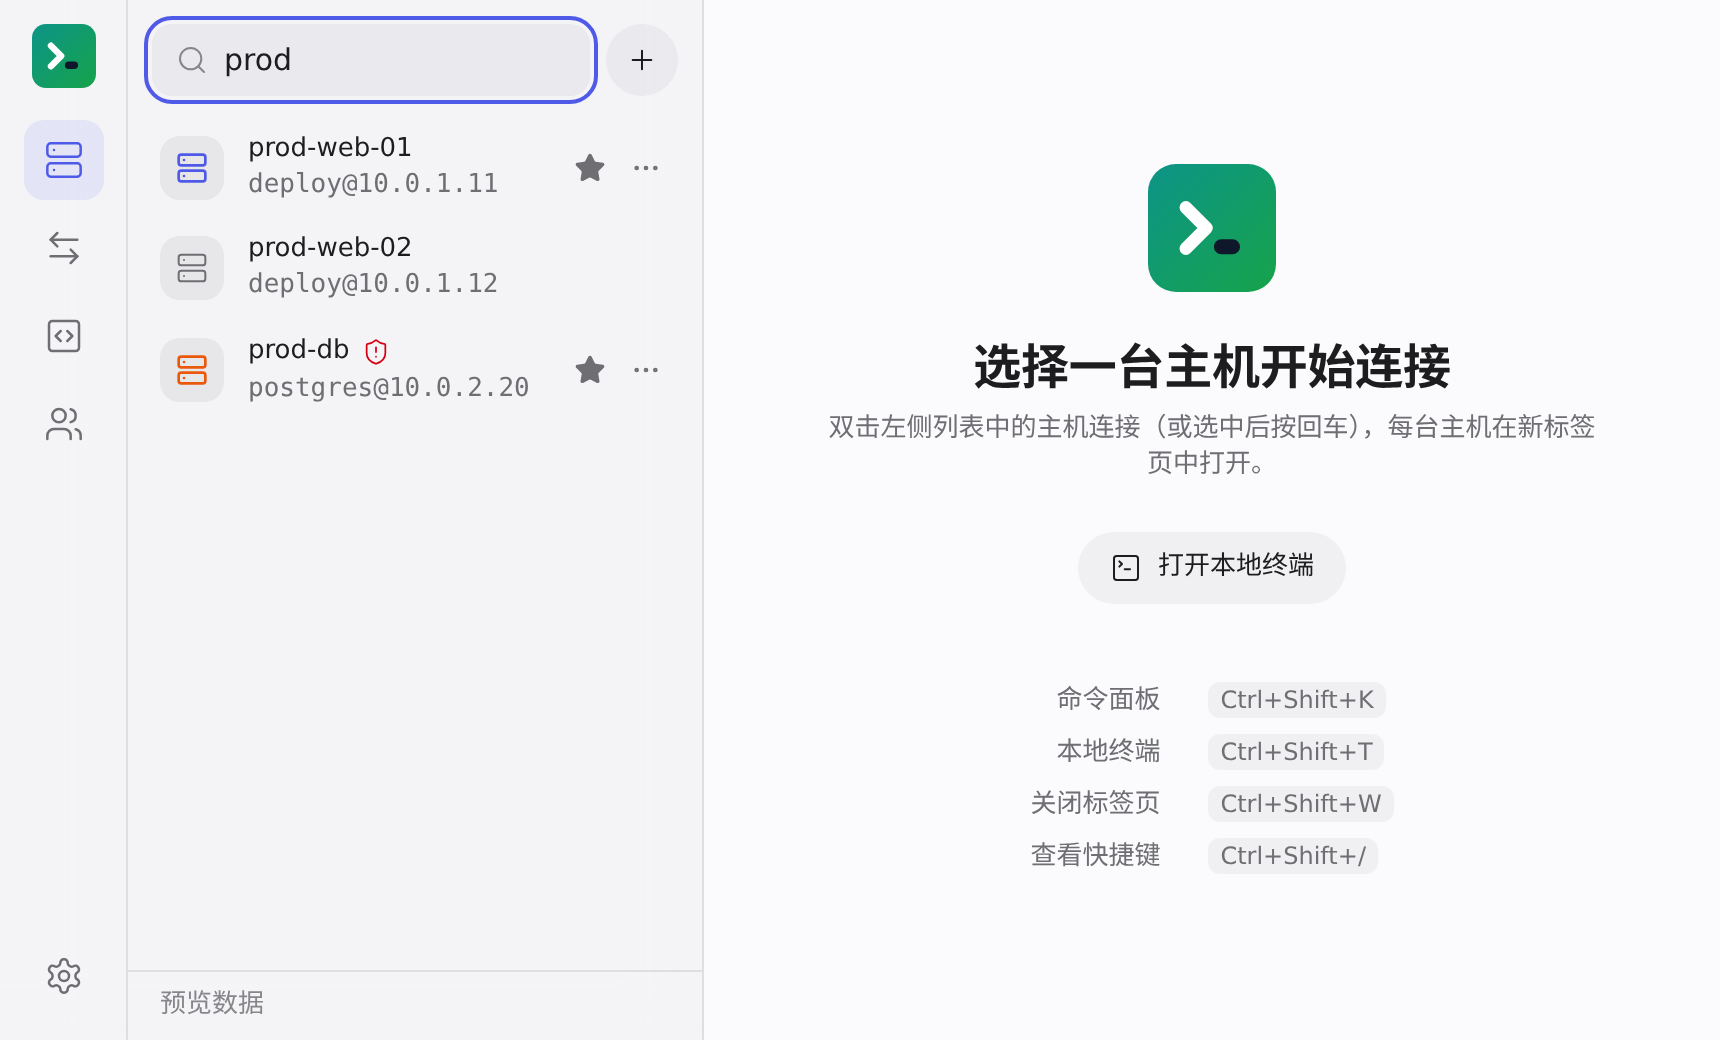 prod
prod-web-01
deploy@10.0.1.11
prod-web-02
deploy@10.0.1.12
prod-db
postgres@10.0.2.20
预览数据
选择一台主机开始连接
双击左侧列表中的主机连接（或选中后按回车），每台主机在新标签
页中打开。
打开本地终端
命令面板 Ctrl+Shift+K
本地终端 Ctrl+Shift+T
关闭标签页 Ctrl+Shift+W
查看快捷键 Ctrl+Shift+/